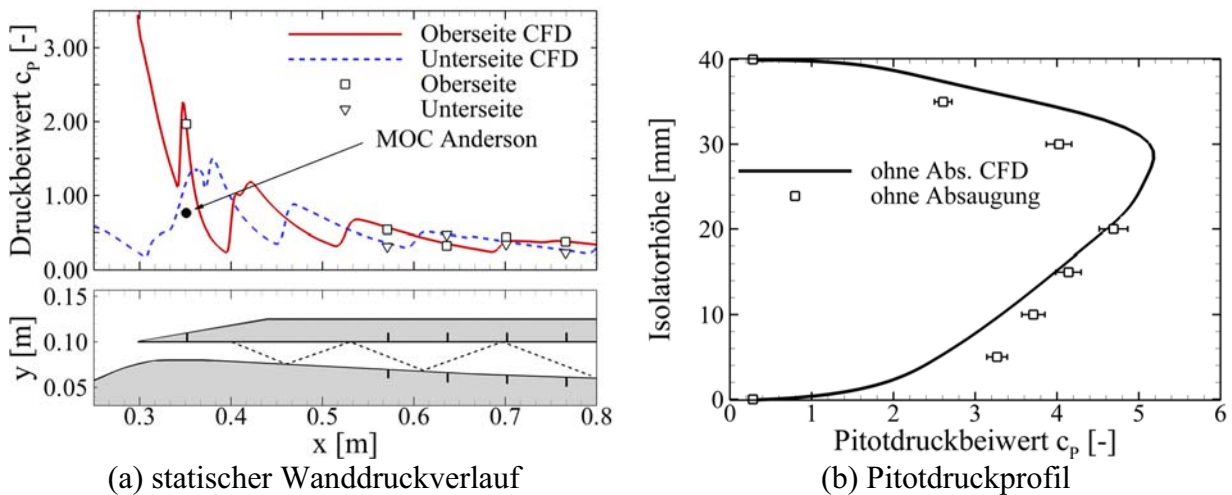 Druckbeiwert c_P [-]
3.00
2.00
1.00
0.00
Oberseite CFD
Unterseite CFD
Oberseite
Unterseite
MOC Anderson
y [m]
0.15
0.10
0.05
0.3 0.4 0.5 0.6 0.7 0.8
x [m]
(a) statischer Wanddruckverlauf
Isolatorhöhe [mm]
40
30
20
10
0
ohne Abs. CFD
ohne Absaugung
0 1 2 3 4 5 6
Pitotdruckbeiwert c_P [-]
(b) Pitotdruckprofil